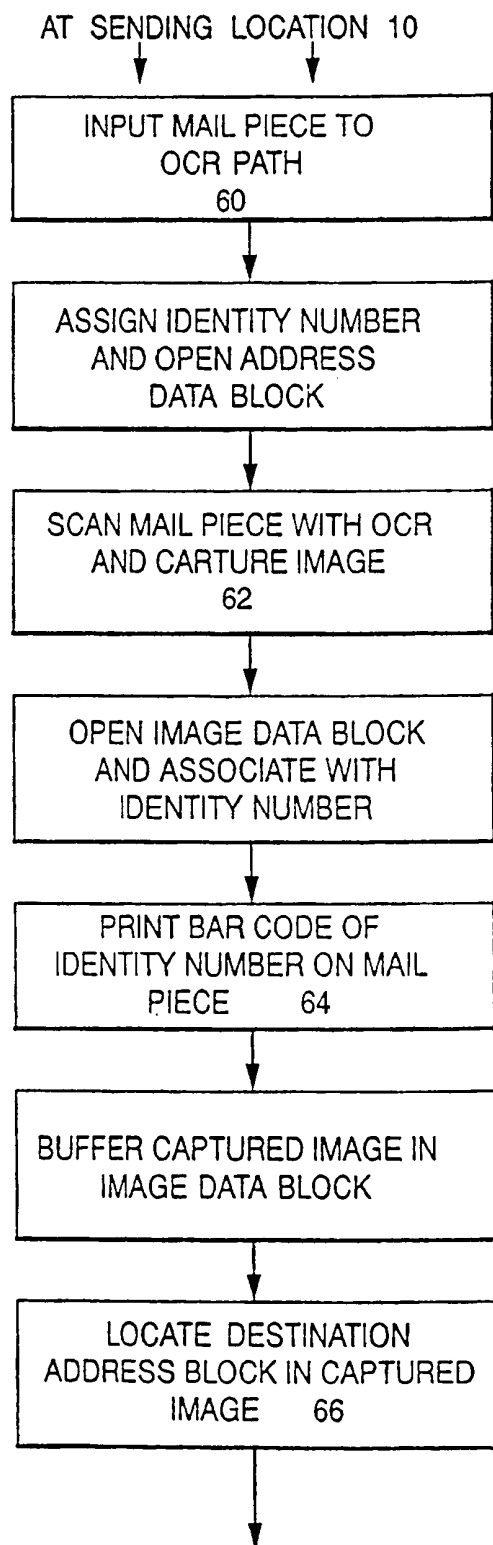 AT SENDING LOCATION 10
INPUT MAIL PIECE TO
OCR PATH
60
ASSIGN IDENTITY NUMBER
AND OPEN ADDRESS
DATA BLOCK
SCAN MAIL PIECE WITH OCR
AND CARTURE IMAGE
62
OPEN IMAGE DATA BLOCK
AND ASSOCIATE WITH
IDENTITY NUMBER
PRINT BAR CODE OF
IDENTITY NUMBER ON MAIL
PIECE 64
BUFFER CAPTURED IMAGE IN
IMAGE DATA BLOCK
LOCATE DESTINATION
ADDRESS BLOCK IN CAPTURED
IMAGE 66